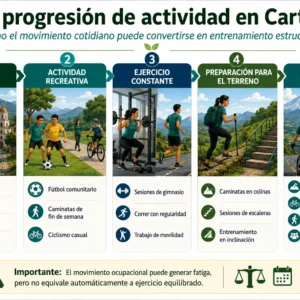 progresión de actividad en Cart
o el movimiento cotidiano puede convertirse en entrenamiento estruc
2
ACTIVIDAD
RECREATIVA
Fútbol comunitario
Caminatas de
fin de semana
Ciclismo casual
3
EJERCICIO
CONSTANTE
Sesiones de gimnasio
Correr con regularidad
Trabajo de movilidad
4
PREPARACIÓN PARA
EL TERRENO
Caminatas en colinas
Sesiones de escaleras
Entrenamiento
en inclinación
Importante: El movimiento ocupacional puede generar fatiga,
pero no equivale automáticamente a ejercicio equilibrado.